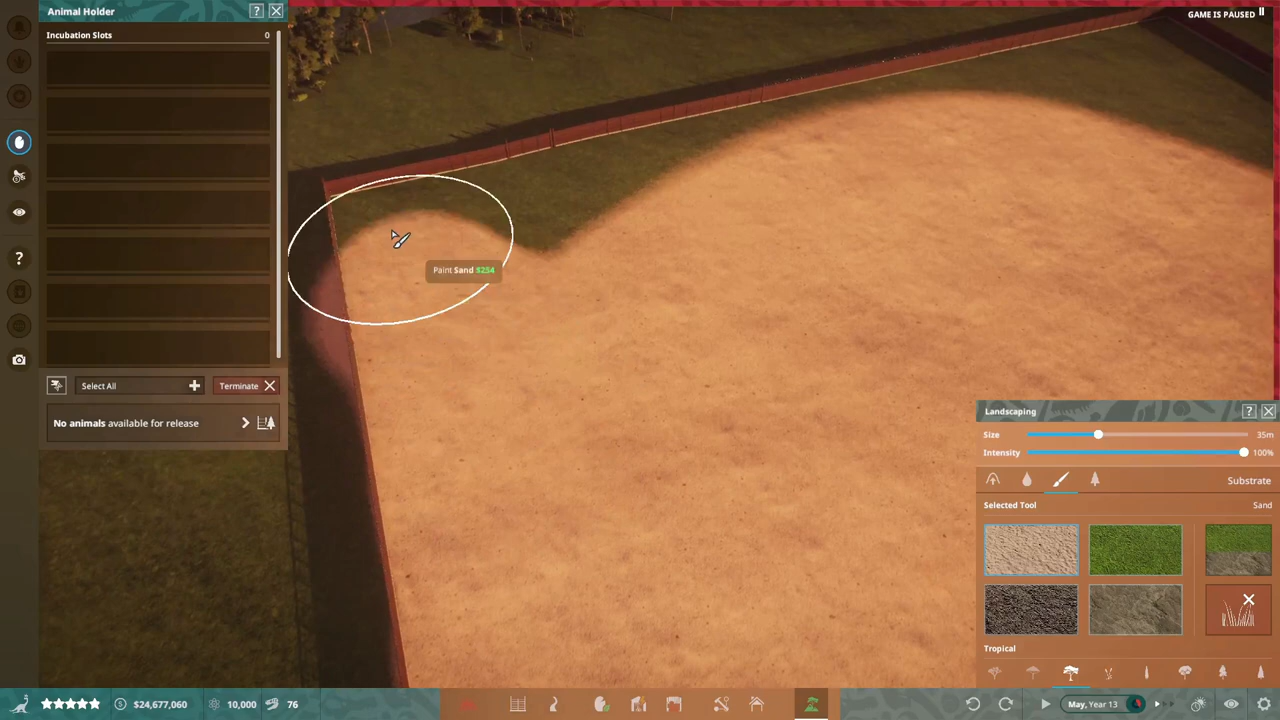 Animal Holder
?
GAME IS PAUSED
Incubation Slots 0
Paint Sand $254
Select All
Terminate
No animals available for release
Landscaping
?
Size 35m
Intensity 100%
Substrate
Selected Tool Sand
Tropical
?
$24,677,060
10,000
76
May, Year 13